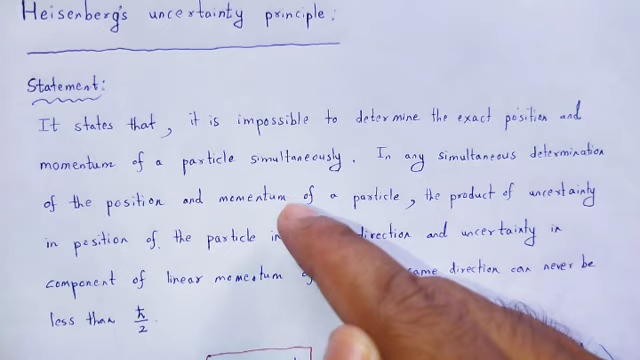 Heisenberg's uncertainty principle:
Statement:
It states that, it is impossible to determine the exact position and
momentum of a particle simultaneously. In any simultaneous determination
of the position and momentum of a particle, the product of uncertainty
in position of the particle in direction and uncertainty in
component of linear momentum same direction can never be
less than ħ/2.